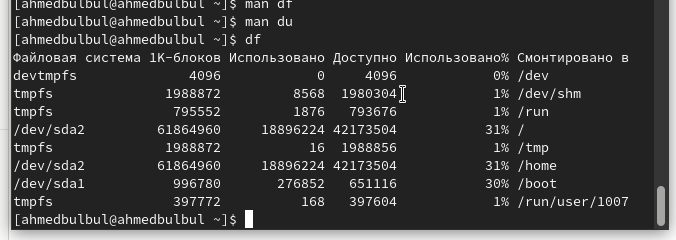 [ahmedbulbul@ahmedbulbul ~]$ man df
[ahmedbulbul@ahmedbulbul ~]$ man du
[ahmedbulbul@ahmedbulbul ~]$ df
Файловая система 1K-блоков Использовано Доступно Использовано% Смонтировано в
devtmpfs 4096 0 4096 0% /dev
tmpfs 1988872 8568 1980304 1% /dev/shm
tmpfs 795552 1876 793676 1% /run
/dev/sda2 61864960 18896224 42173504 31% /
tmpfs 1988872 16 1988856 1% /tmp
/dev/sda2 61864960 18896224 42173504 31% /home
/dev/sda1 996780 276852 651116 30% /boot
tmpfs 397772 168 397604 1% /run/user/1007
[ahmedbulbul@ahmedbulbul ~]$